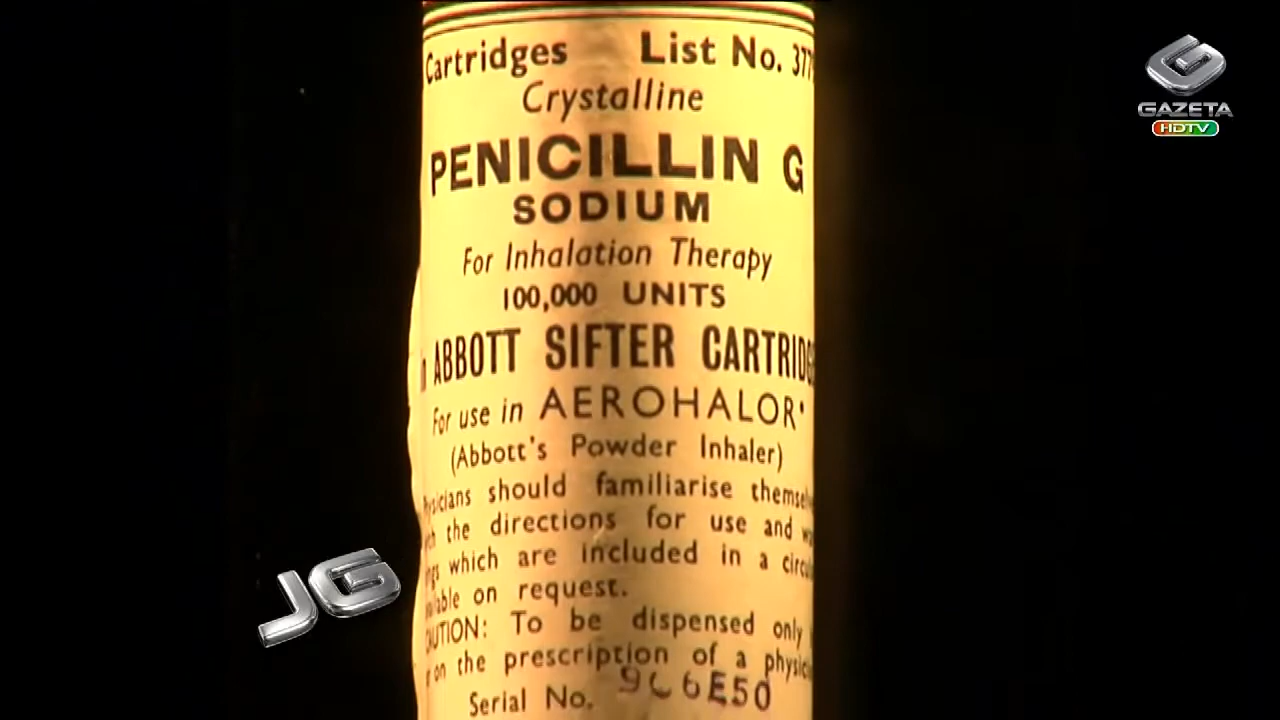 Cartridges List No.
Crystalline
PENICILLIN G
SODIUM
For Inhalation Therapy
100,000 UNITS
ABBOTT SIFTER CARTRIDGE
For use in AEROHALOR*
(Abbott's Powder Inhaler)
should familiarise
the directions for use and
which are included in a
on request.
To be dispensed only
on the prescription of a
Serial No. 9C6E50
GAZETA
HDTV
JG